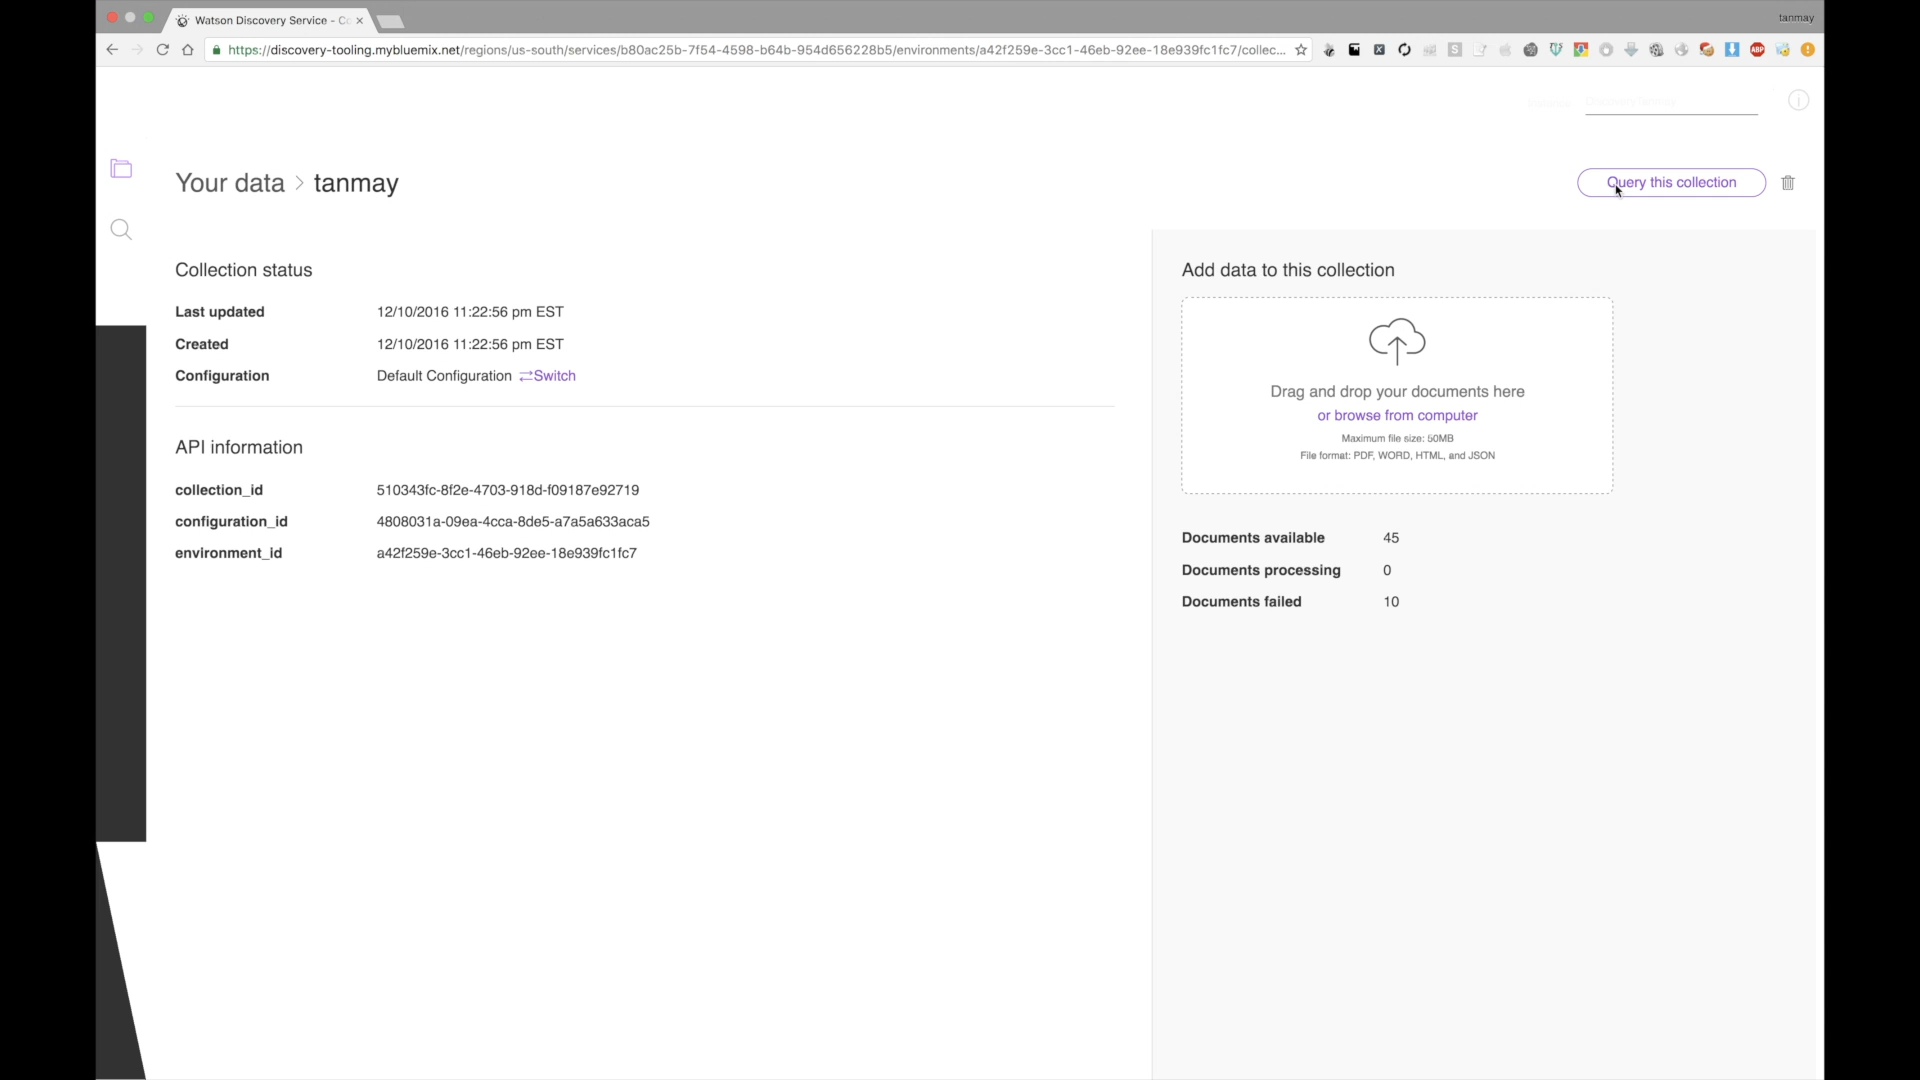 tanmay
Watson Discovery Service - Co
https://discovery-tooling.mybluemix.net/regions/us-south/services/b80ac25b-7f54-4598-b64b-954d656228b5/environments/a42f259e-3cc1-46eb-92ee-18e939fc1fc7/collec...
Your data > tanmay
Query this collection
Collection status
Last updated 12/10/2016 11:22:56 pm EST
Created 12/10/2016 11:22:56 pm EST
Configuration Default Configuration Switch
API information
collection_id 510343fc-8f2e-4703-918d-f09187e92719
configuration_id 4808031a-09ea-4cca-8de5-a7a5a633aca5
environment_id a42f259e-3cc1-46eb-92ee-18e939fc1fc7
Add data to this collection
Drag and drop your documents here
or browse from computer
Maximum file size: 50MB
File format: PDF, WORD, HTML, and JSON
Documents available 45
Documents processing 0
Documents failed 10